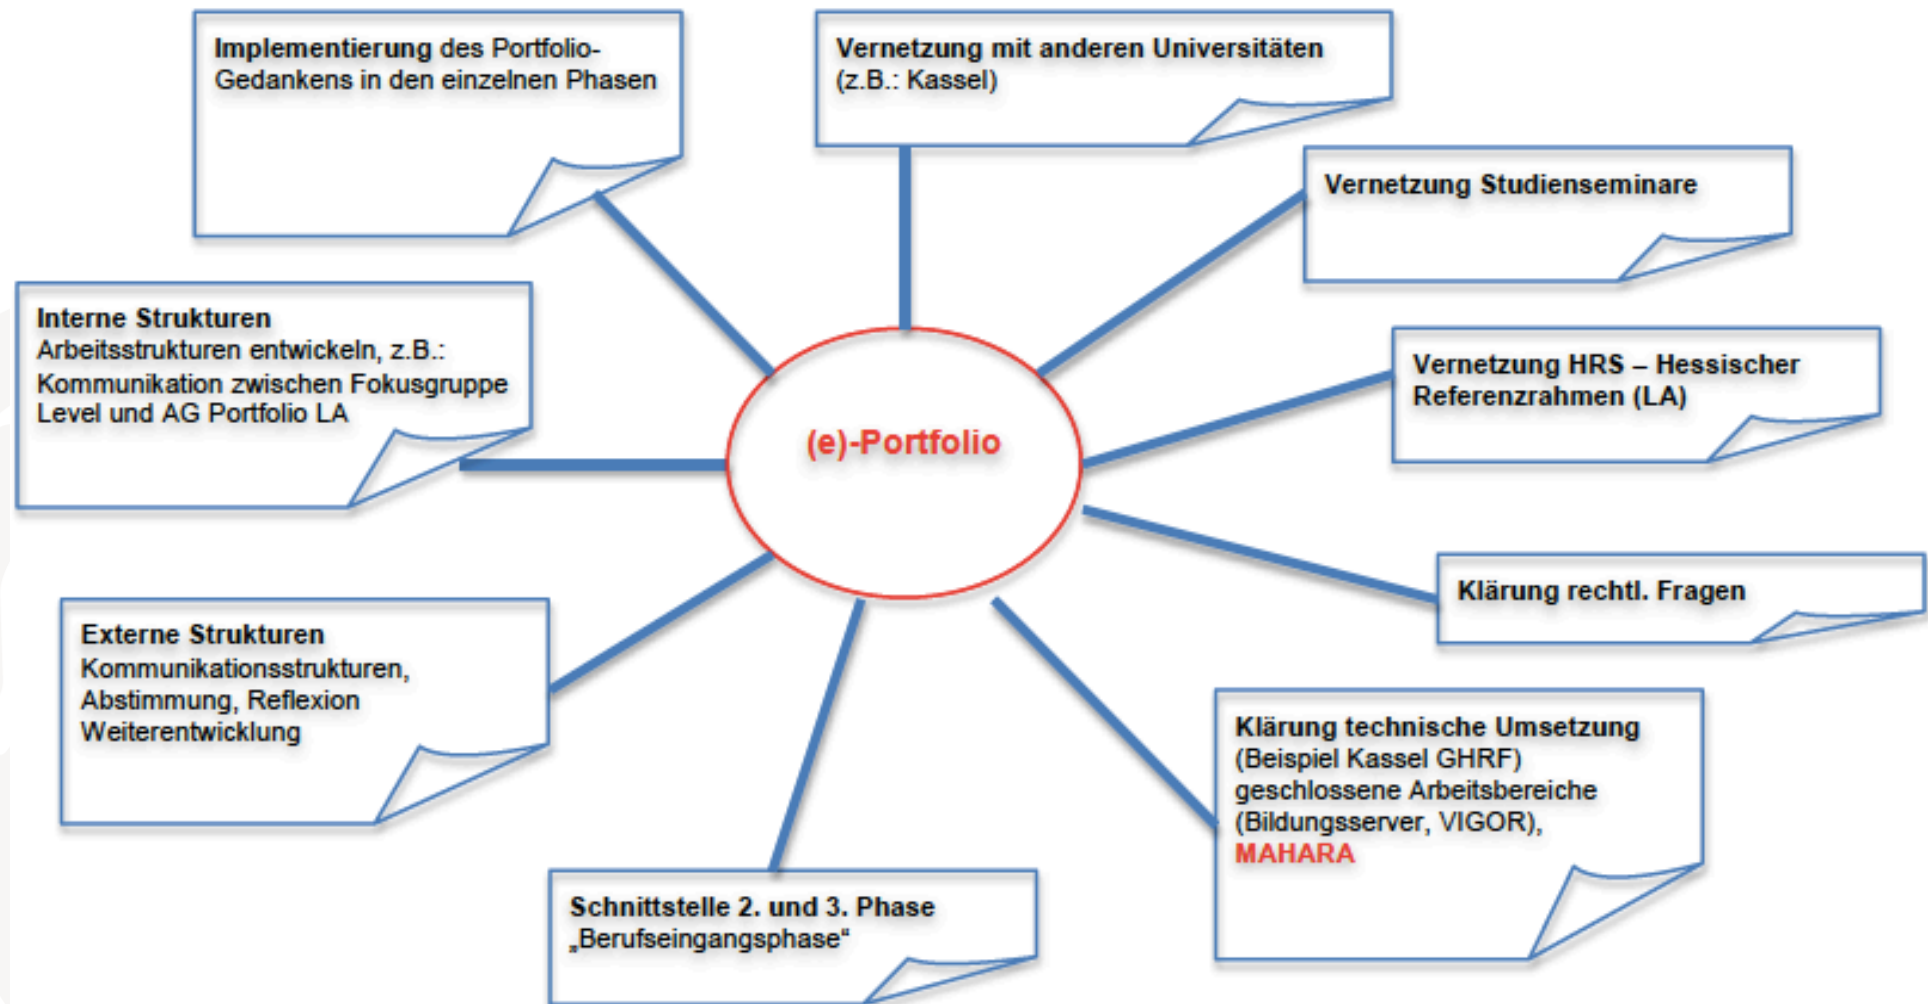 Implementierung des Portfolio-
Gedankens in den einzelnen Phasen
Vernetzung mit anderen Universitäten
(z.B.: Kassel)
Vernetzung Studienseminare
Interne Strukturen
Arbeitsstrukturen entwickeln, z.B.:
Kommunikation zwischen Fokusgruppe
Level und AG Portfolio LA
Vernetzung HRS – Hessischer
Referenzrahmen (LA)
(e)-Portfolio
Klärung rechtl. Fragen
Externe Strukturen
Kommunikationsstrukturen,
Abstimmung, Reflexion
Weiterentwicklung
Klärung technische Umsetzung
(Beispiel Kassel GHRF)
geschlossene Arbeitsbereiche
(Bildungsserver, VIGOR),
MAHARA
Schnittstelle 2. und 3. Phase
„Berufseingangsphase“